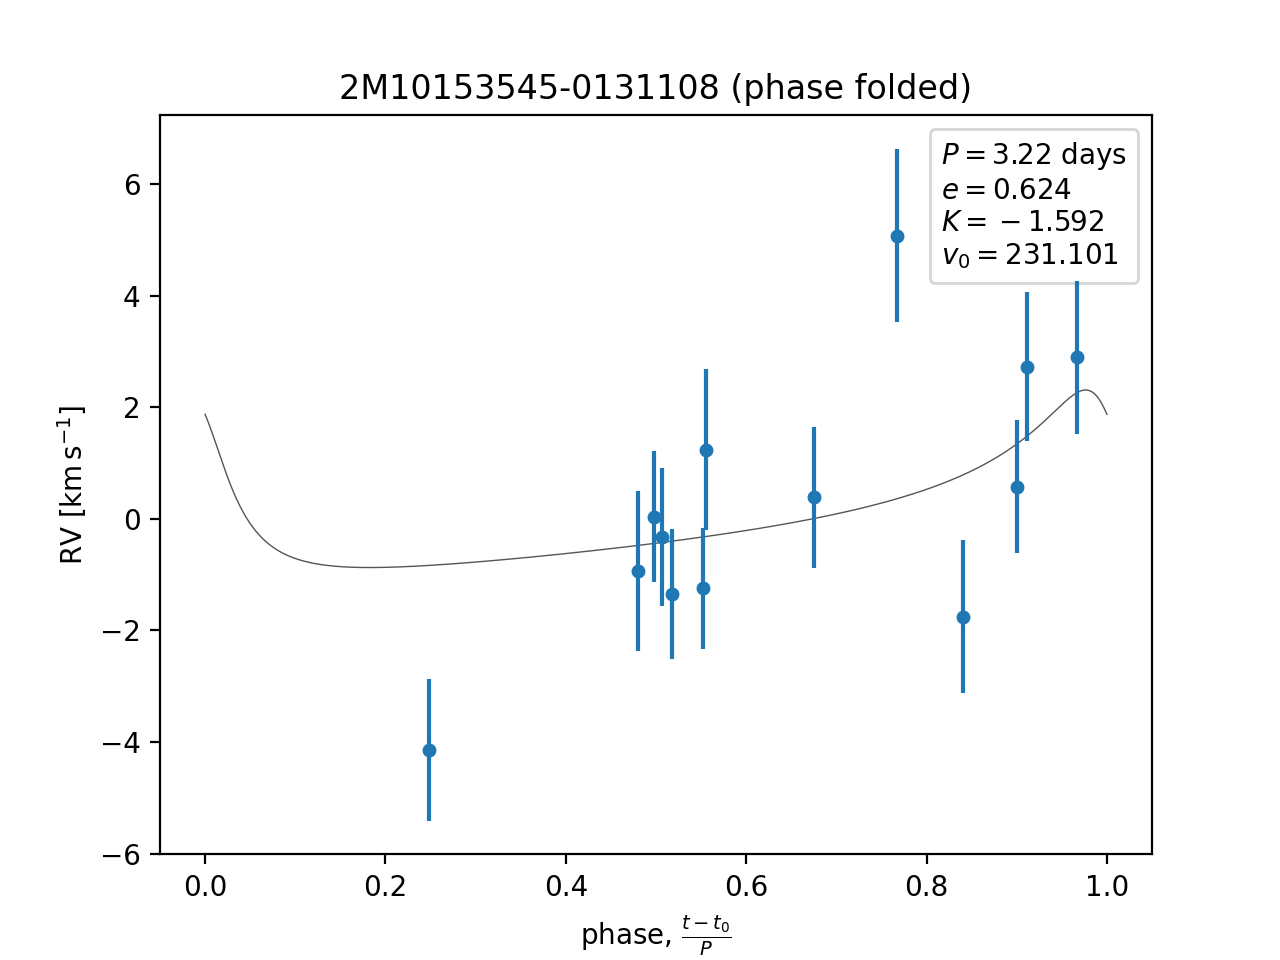 2M10153545-0131108 (phase folded)
P = 3.22 days
e = 0.624
K = −1.592
v₀ = 231.101
RV [km s⁻¹]
6
4
2
0
−2
−4
−6
0.0 0.2 0.4 0.6 0.8 1.0
phase, (t − t₀)/P